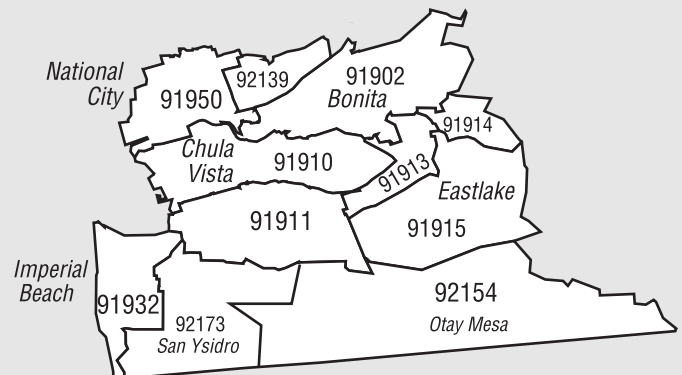 National
City
91950
92139
91902
Bonita
91914
Chula
Vista
91910
91913
Eastlake
91911
91915
Imperial
Beach
91932
92173
San Ysidro
92154
Otay Mesa